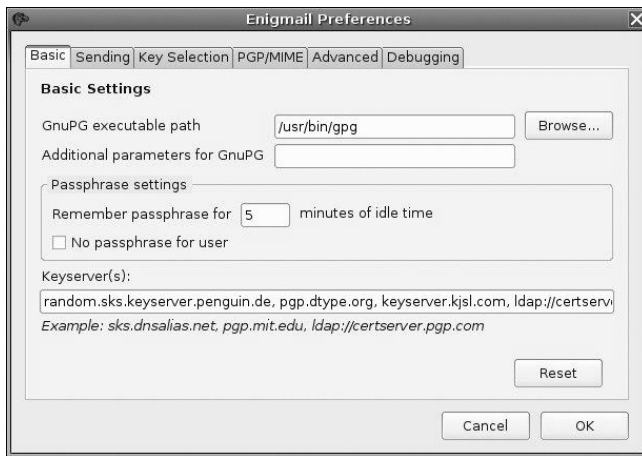 Enigmail Preferences
Basic Sending Key Selection PGP/MIME Advanced Debugging
Basic Settings
GnuPG executable path /usr/bin/gpg Browse...
Additional parameters for GnuPG
Passphrase settings
Remember passphrase for 5 minutes of idle time
No passphrase for user
Keyserver(s):
random.sks.keyserver.penguin.de, pgp.dtype.org, keyserver.kjsl.com, ldap://certserv
Example: sks.dnsalias.net, pgp.mit.edu, ldap://certserver.pgp.com
Reset
Cancel OK